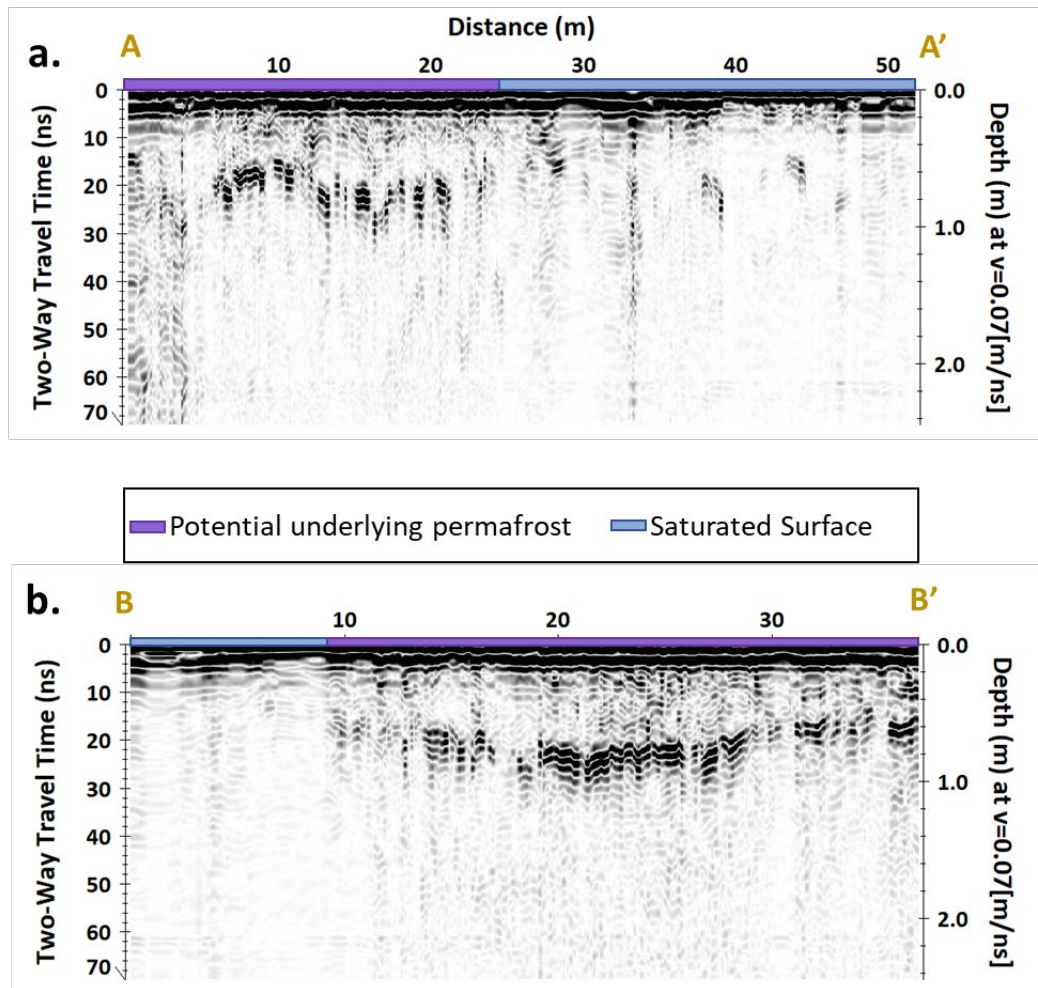 Distance (m)
a.
A
A’
10 20 30 40 50
Two-Way Travel Time (ns)
0
10
20
30
40
50
60
70
0.0
1.0
2.0
Depth (m) at v=0.07[m/ns]
Potential underlying permafrost
Saturated Surface
b.
B
B’
10 20 30
Two-Way Travel Time (ns)
0
10
20
30
40
50
60
70
0.0
1.0
2.0
Depth (m) at v=0.07[m/ns]